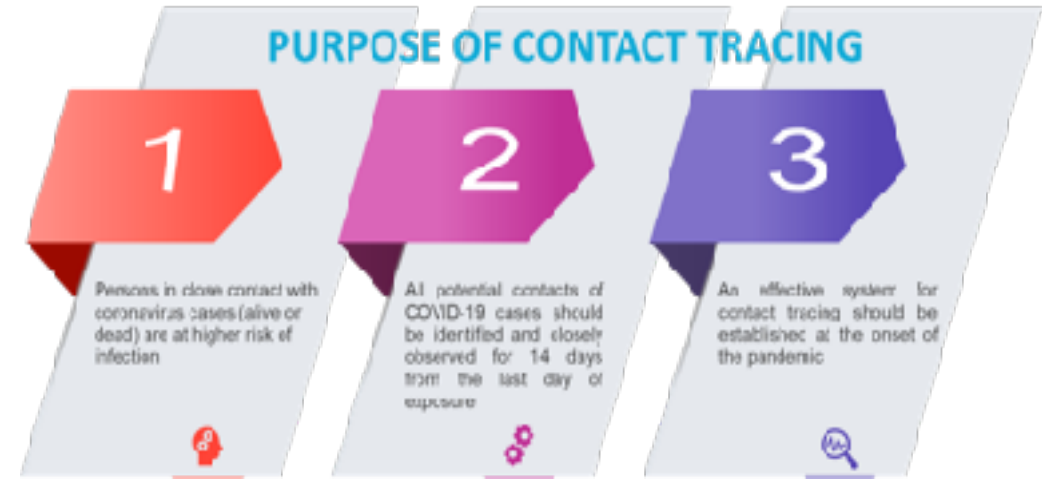 PURPOSE OF CONTACT TRACING
1
2
3
Persons in close contact with
coronavirus cases (alive or
dead) are at higher risk of
infection
All potential contacts of
COVID-19 cases should
be identified and closely
observed for 14 days
from the last day of
exposure
An effective system for
contact tracing should be
established at the onset of
the pandemic